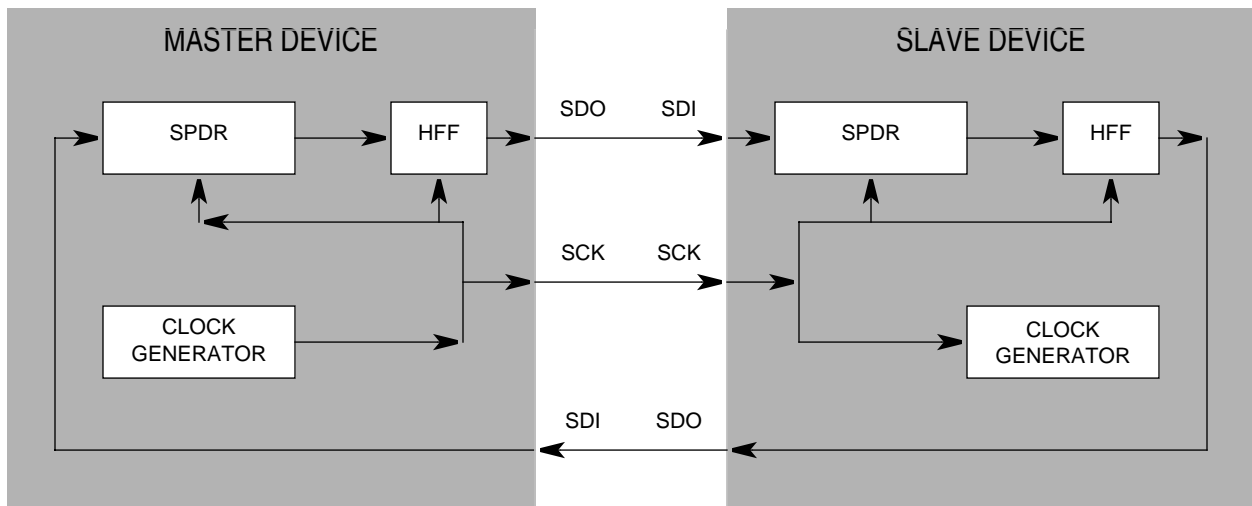 MASTER DEVICE
SLAVE DEVICE
SPDR
HFF
SDO
SDI
SPDR
HFF
SCK
SCK
CLOCK
GENERATOR
CLOCK
GENERATOR
SDI
SDO